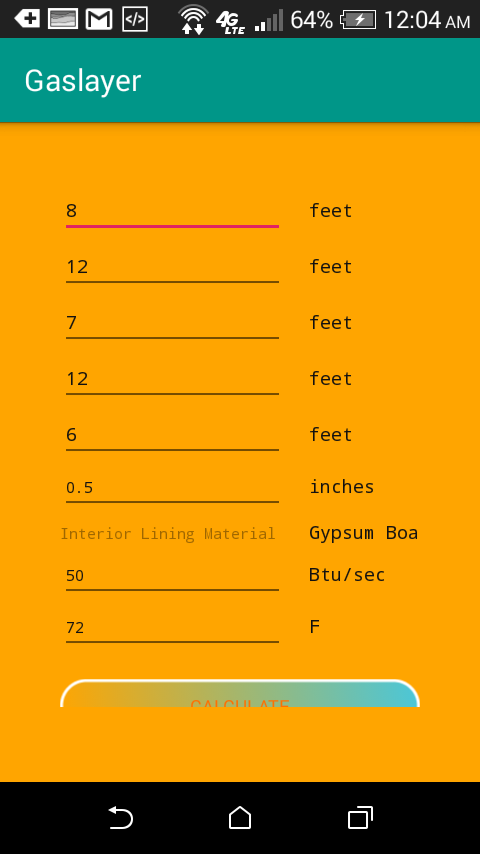 4G LTE 64% 12:04 AM
Gaslayer
8 feet
12 feet
7 feet
12 feet
6 feet
0.5 inches
Interior Lining Material Gypsum Boa
50 Btu/sec
72 F
CALCULATE